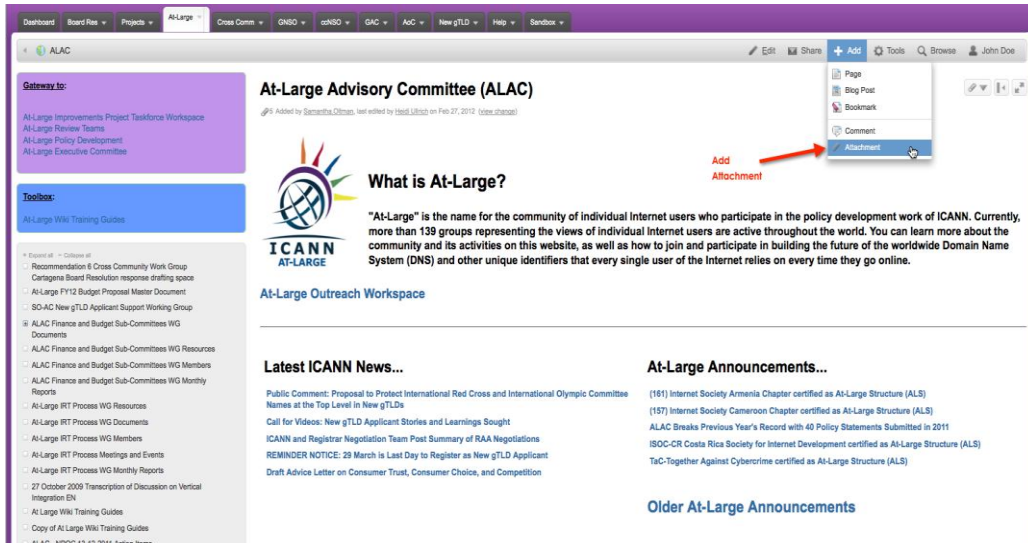 Dashboard Board Res Projects At-Large Cross Comm GNSO ccNSO GAC AoC New gTLD Help Sandbox
ALAC
Edit Share Add Tools Browse John Doe
Page
Blog Post
Bookmark
Comment
Attachment
Add
Attachment
Gateway to:
At-Large Improvements Project Taskforce Workspace
At-Large Review Teams
At-Large Policy Development
At-Large Executive Committee
Toolbox:
At-Large Wiki Training Guides
Expand all Collapse all
Recommendation 6 Cross Community Work Group
Cartagena Board Resolution response drafting space
At-Large FY12 Budget Proposal Master Document
SO-AC New gTLD Applicant Support Working Group
ALAC Finance and Budget Sub-Committees WG
Documents
ALAC Finance and Budget Sub-Committees WG Resources
ALAC Finance and Budget Sub-Committees WG Members
ALAC Finance and Budget Sub-Committees WG Monthly
Reports
At-Large IRT Process WG Resources
At-Large IRT Process WG Documents
At-Large IRT Process WG Members
At-Large IRT Process Meetings and Events
At-Large IRT Process WG Monthly Reports
27 October 2009 Transcription of Discussion on Vertical
Integration EN
At Large Wiki Training Guides
Copy of At Large Wiki Training Guides
At-Large Advisory Committee (ALAC)
5 Added by Samantha Oltman, last edited by Heidi Ullrich on Feb 27, 2012 (view change)
ICANN
AT-LARGE
What is At-Large?
"At-Large" is the name for the community of individual Internet users who participate in the policy development work of ICANN. Currently,
more than 139 groups representing the views of individual Internet users are active throughout the world. You can learn more about the
community and its activities on this website, as well as how to join and participate in building the future of the worldwide Domain Name
System (DNS) and other unique identifiers that every single user of the Internet relies on every time they go online.
At-Large Outreach Workspace
Latest ICANN News...
Public Comment: Proposal to Protect International Red Cross and International Olympic Committee
Names at the Top Level in New gTLDs
Call for Videos: New gTLD Applicant Stories and Learnings Sought
ICANN and Registrar Negotiation Team Post Summary of RAA Negotiations
REMINDER NOTICE: 29 March is Last Day to Register as New gTLD Applicant
Draft Advice Letter on Consumer Trust, Consumer Choice, and Competition
At-Large Announcements...
(161) Internet Society Armenia Chapter certified as At-Large Structure (ALS)
(157) Internet Society Cameroon Chapter certified as At-Large Structure (ALS)
ALAC Breaks Previous Year's Record with 40 Policy Statements Submitted in 2011
ISOC-CR Costa Rica Society for Internet Development certified as At-Large Structure (ALS)
TaC-Together Against Cybercrime certified as At-Large Structure (ALS)
Older At-Large Announcements